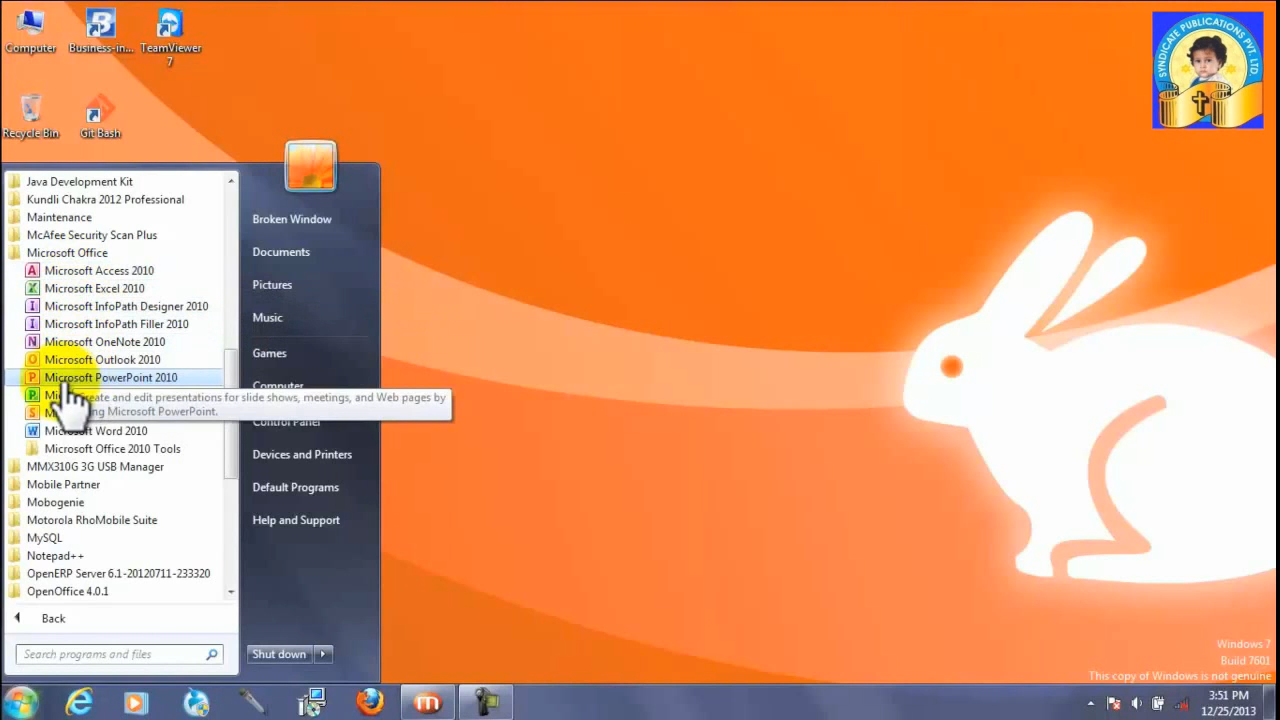 Computer
Business-in...
TeamViewer
7
SYNDICATE PUBLICATIONS PVT. LTD.
Recycle Bin
Git Bash
Java Development Kit
Kundli Chakra 2012 Professional
Maintenance
McAfee Security Scan Plus
Microsoft Office
Microsoft Access 2010
Microsoft Excel 2010
Microsoft InfoPath Designer 2010
Microsoft InfoPath Filler 2010
Microsoft OneNote 2010
Microsoft Outlook 2010
Microsoft PowerPoint 2010
create and edit presentations for slide shows, meetings, and Web pages by
Microsoft PowerPoint.
Microsoft Word 2010
Microsoft Office 2010 Tools
MMX310G 3G USB Manager
Mobile Partner
Mobogenie
Motorola RhoMobile Suite
MySQL
Notepad++
OpenERP Server 6.1-20120711-233320
OpenOffice 4.0.1
Back
Search programs and files
Broken Window
Documents
Pictures
Music
Games
Computer
Control Panel
Devices and Printers
Default Programs
Help and Support
Shut down
Windows 7
Build 7601
This copy of Windows is not genuine
3:51 PM
12/25/2013